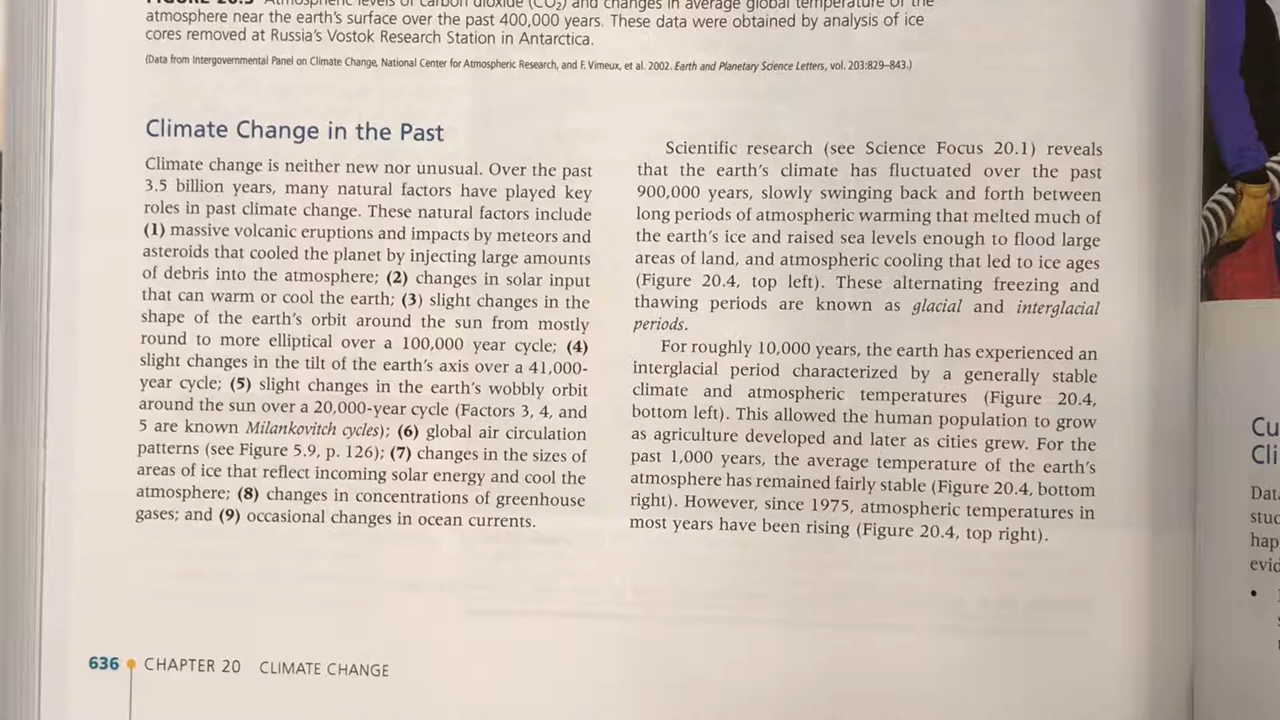 FIGURE 20.3 Atmospheric levels of carbon dioxide (CO₂) and changes in average global temperature of the
atmosphere near the earth's surface over the past 400,000 years. These data were obtained by analysis of ice
cores removed at Russia's Vostok Research Station in Antarctica.
(Data from Intergovernmental Panel on Climate Change, National Center for Atmospheric Research, and F. Vimeux, et al. 2002. Earth and Planetary Science Letters, vol. 203:829–843.)
Climate Change in the Past
Climate change is neither new nor unusual. Over the past
3.5 billion years, many natural factors have played key
roles in past climate change. These natural factors include
(1) massive volcanic eruptions and impacts by meteors and
asteroids that cooled the planet by injecting large amounts
of debris into the atmosphere; (2) changes in solar input
that can warm or cool the earth; (3) slight changes in the
shape of the earth's orbit around the sun from mostly
round to more elliptical over a 100,000 year cycle; (4)
slight changes in the tilt of the earth's axis over a 41,000-
year cycle; (5) slight changes in the earth's wobbly orbit
around the sun over a 20,000-year cycle (Factors 3, 4, and
5 are known Milankovitch cycles); (6) global air circulation
patterns (see Figure 5.9, p. 126); (7) changes in the sizes of
areas of ice that reflect incoming solar energy and cool the
atmosphere; (8) changes in concentrations of greenhouse
gases; and (9) occasional changes in ocean currents.
Scientific research (see Science Focus 20.1) reveals
that the earth's climate has fluctuated over the past
900,000 years, slowly swinging back and forth between
long periods of atmospheric warming that melted much of
the earth's ice and raised sea levels enough to flood large
areas of land, and atmospheric cooling that led to ice ages
(Figure 20.4, top left). These alternating freezing and
thawing periods are known as glacial and interglacial
periods.
For roughly 10,000 years, the earth has experienced an
interglacial period characterized by a generally stable
climate and atmospheric temperatures (Figure 20.4,
bottom left). This allowed the human population to grow
as agriculture developed and later as cities grew. For the
past 1,000 years, the average temperature of the earth's
atmosphere has remained fairly stable (Figure 20.4, bottom
right). However, since 1975, atmospheric temperatures in
most years have been rising (Figure 20.4, top right).
636 CHAPTER 20 CLIMATE CHANGE
Cu
Cli
Dat
stud
hap
evid